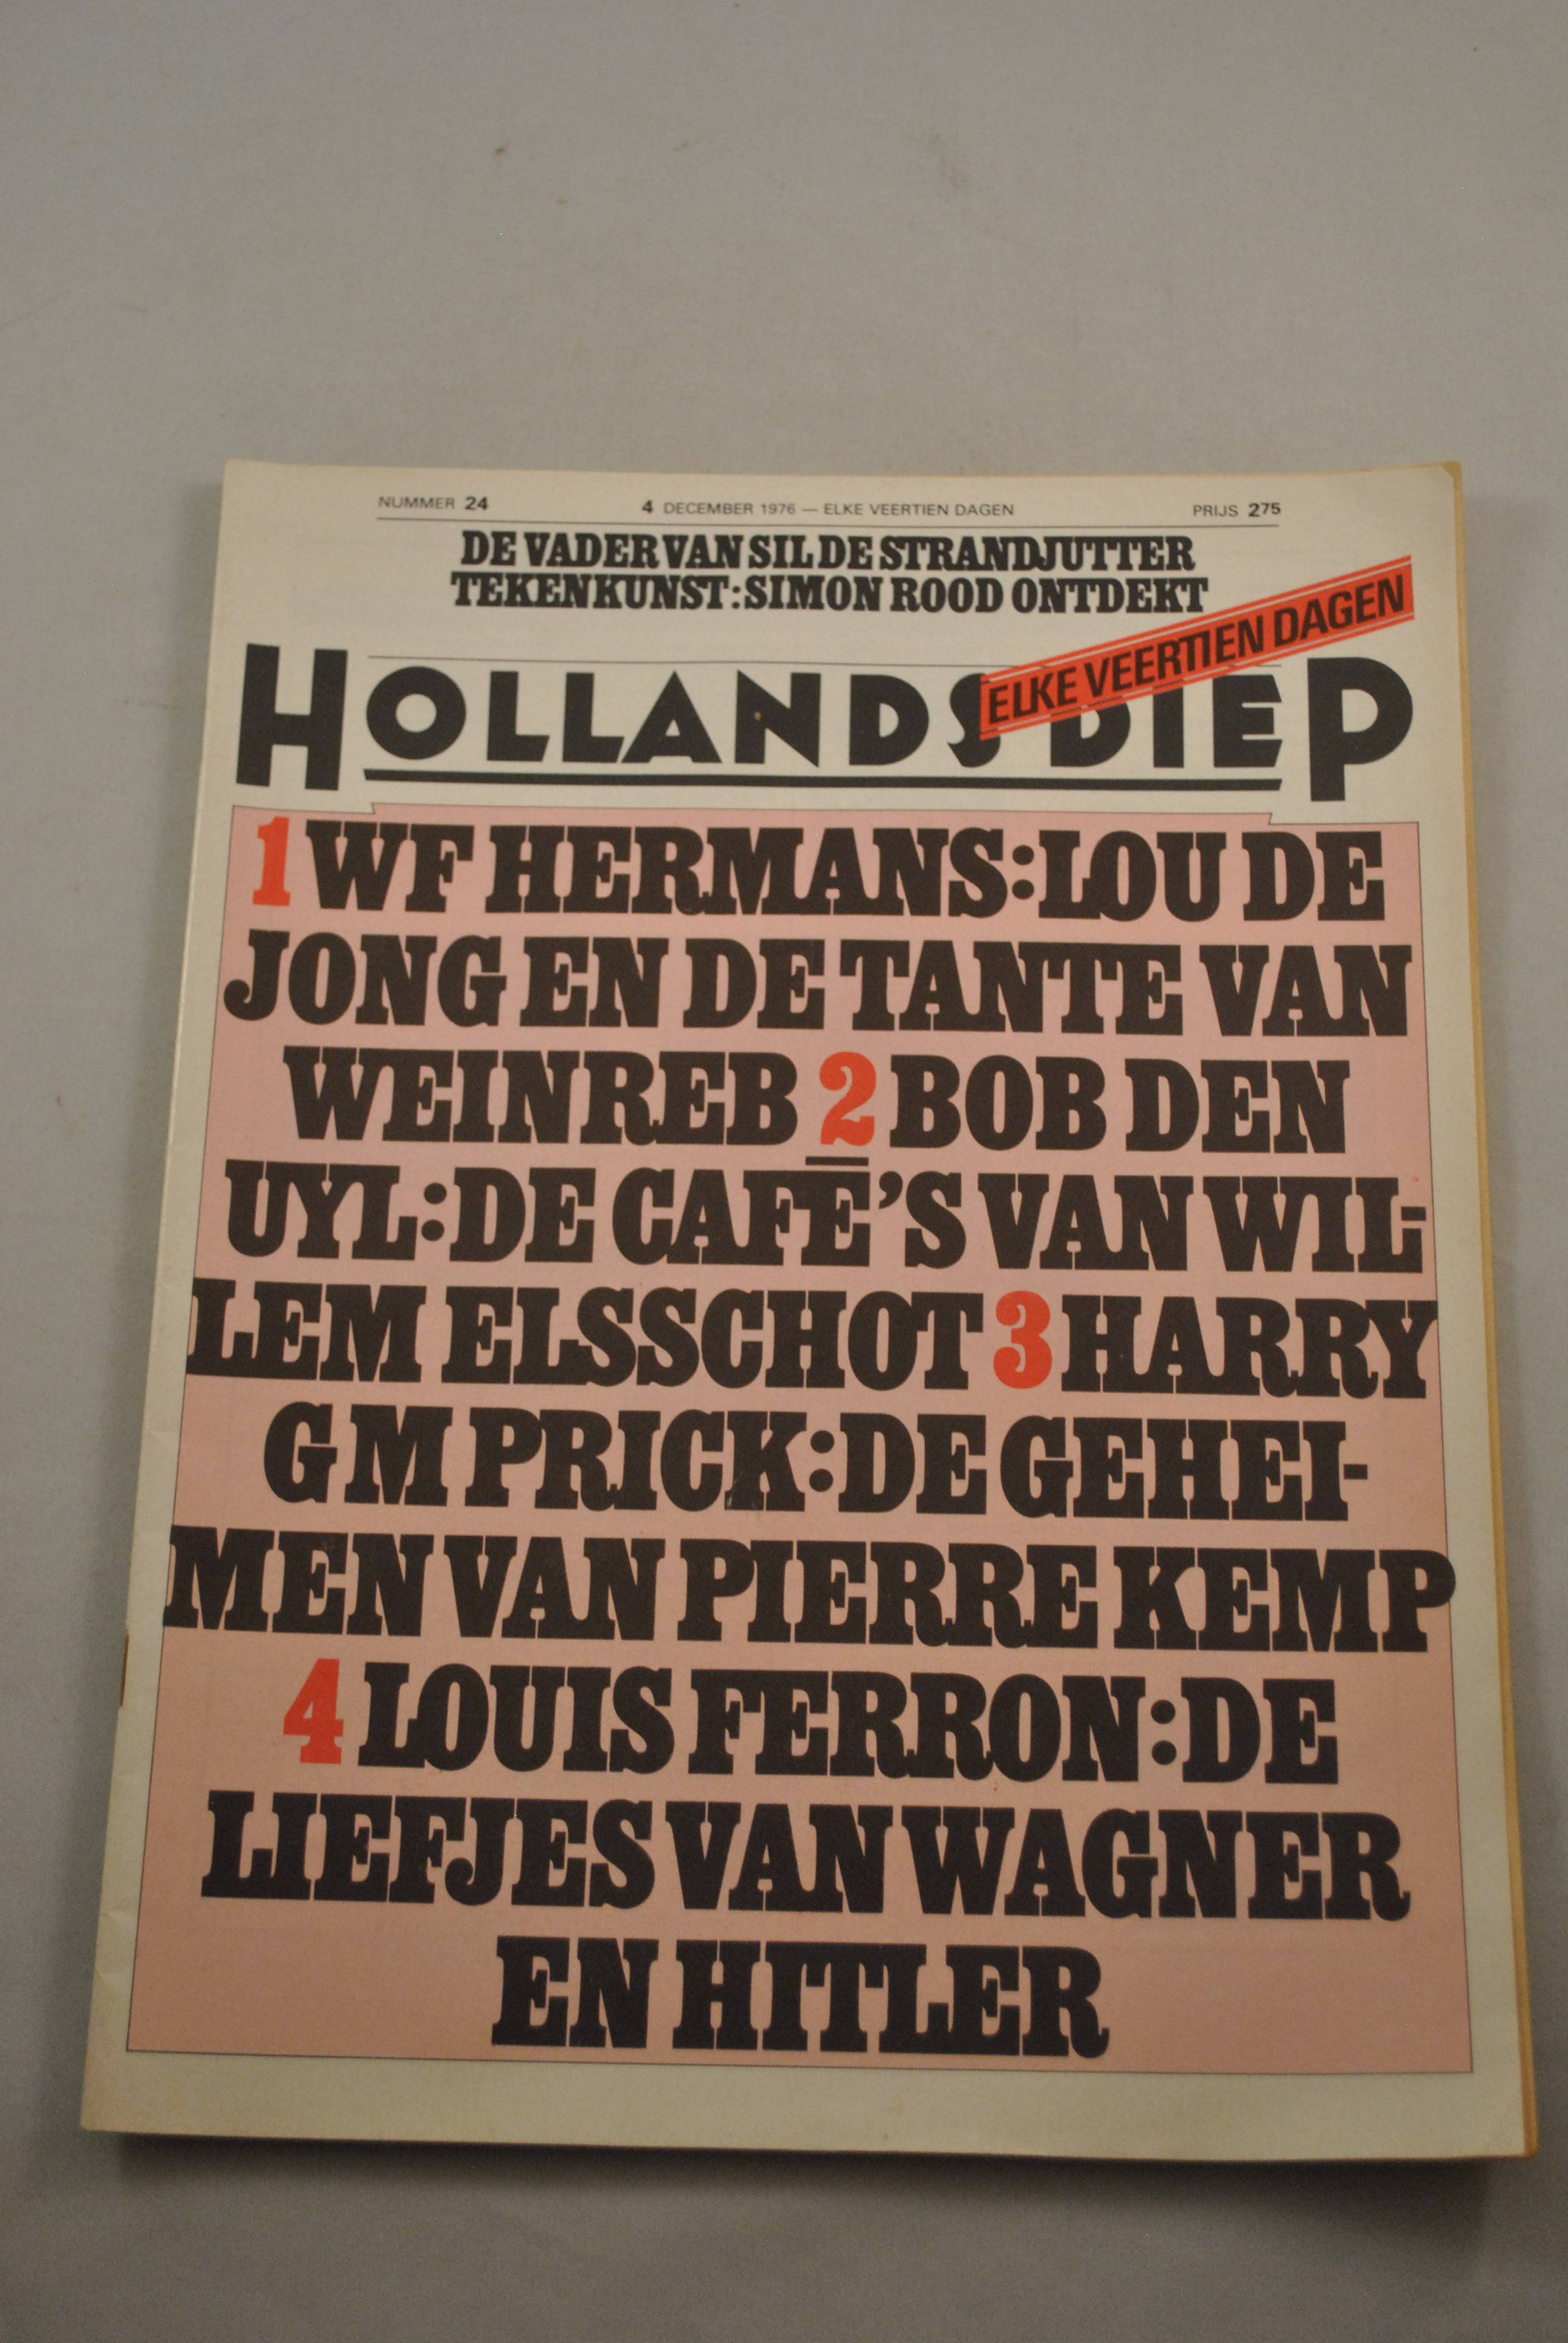 NUMMER 24 4 DECEMBER 1976 — ELKE VEERTIEN DAGEN PRIJS 275
DE VADER VAN SIL DE STRANDJUTTER
TEKENKUNST: SIMON ROOD ONTDEKT
ELKE VEERTIEN DAGEN
HOLLANDS DIEP
1 WF HERMANS: LOU DE
JONG EN DE TANTE VAN
WEINREB 2 BOB DEN
UYL: DE CAFÉ'S VAN WIL-
LEM ELSSCHOT 3 HARRY
G M PRICK: DE GEHEI-
MEN VAN PIERRE KEMP
4 LOUIS FERRON: DE
LIEFJES VAN WAGNER
EN HITLER